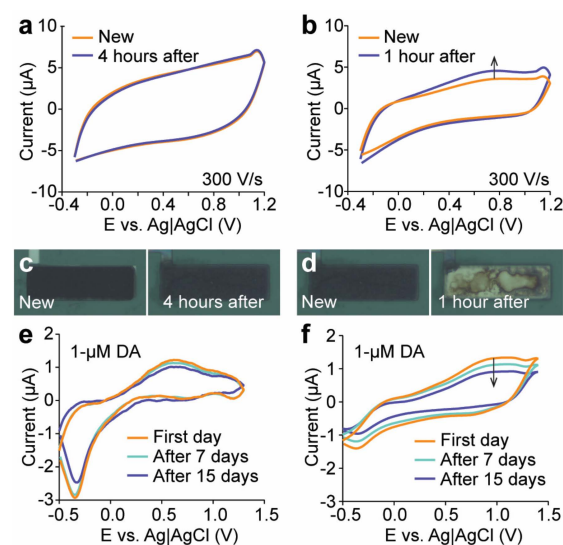 a
New
4 hours after
Current (µA)
10
5
0
-5
-10
300 V/s
-0.4 0.0 0.4 0.8 1.2
E vs. Ag|AgCl (V)
b
New
1 hour after
Current (µA)
10
5
0
-5
-10
300 V/s
-0.4 0.0 0.4 0.8 1.2
E vs. Ag|AgCl (V)
c
New
4 hours after
d
New
1 hour after
e
1-µM DA
Current (µA)
2
1
0
-1
-2
-3
First day
After 7 days
After 15 days
-0.5 0.0 0.5 1.0 1.5
E vs. Ag|AgCl (V)
f
1-µM DA
Current (µA)
2
1
0
-1
-2
-3
First day
After 7 days
After 15 days
-0.5 0.0 0.5 1.0 1.5
E vs. Ag|AgCl (V)